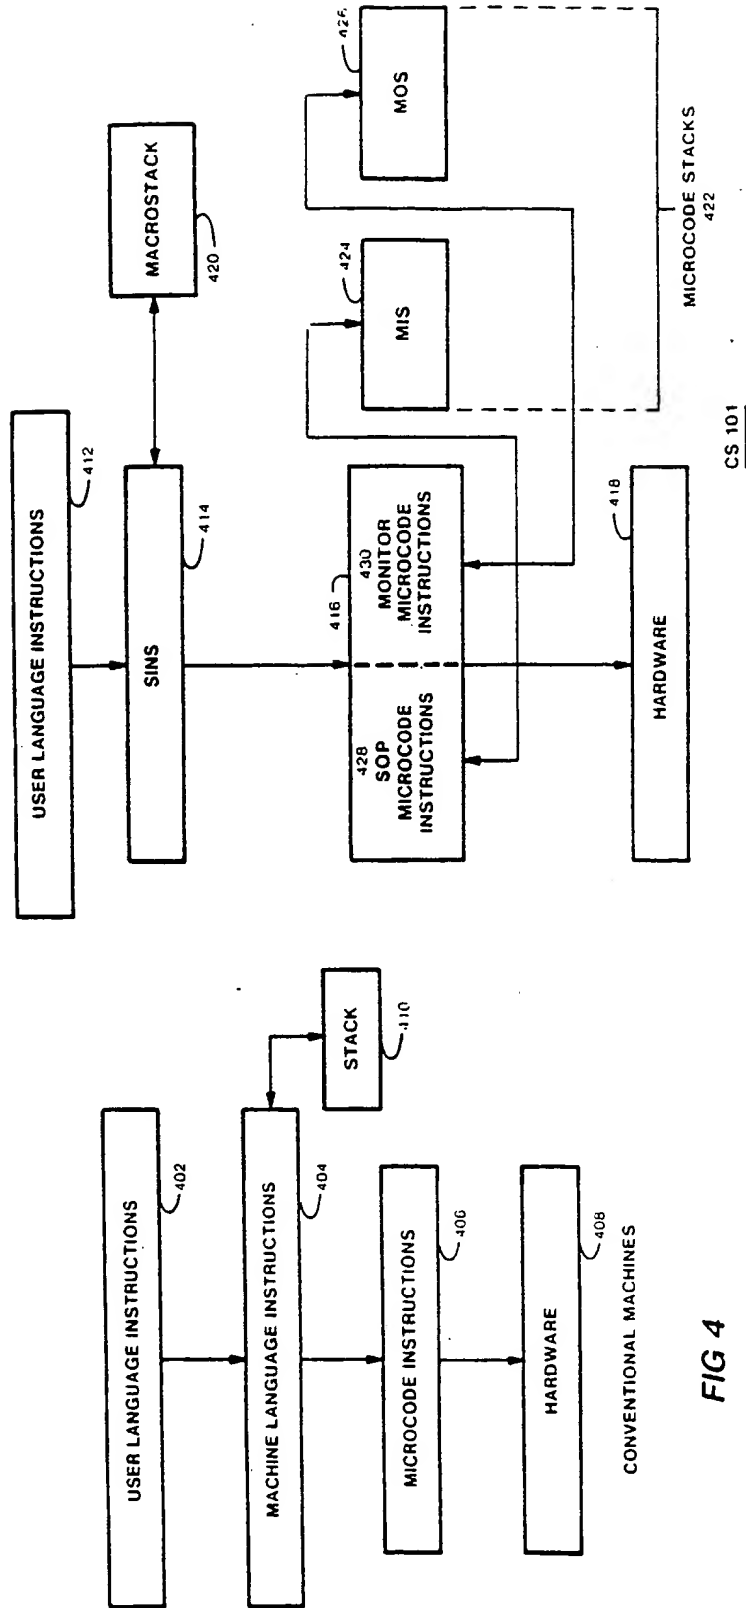 USER LANGUAGE INSTRUCTIONS
402
MACHINE LANGUAGE INSTRUCTIONS
404
STACK
410
MICROCODE INSTRUCTIONS
406
HARDWARE
408
CONVENTIONAL MACHINES
FIG 4
USER LANGUAGE INSTRUCTIONS
412
SINS
414
MACROSTACK
420
416
428
SOP
MICROCODE
INSTRUCTIONS
430
MONITOR
MICROCODE
INSTRUCTIONS
MIS
424
MOS
426
MICROCODE STACKS
422
HARDWARE
418
CS 101